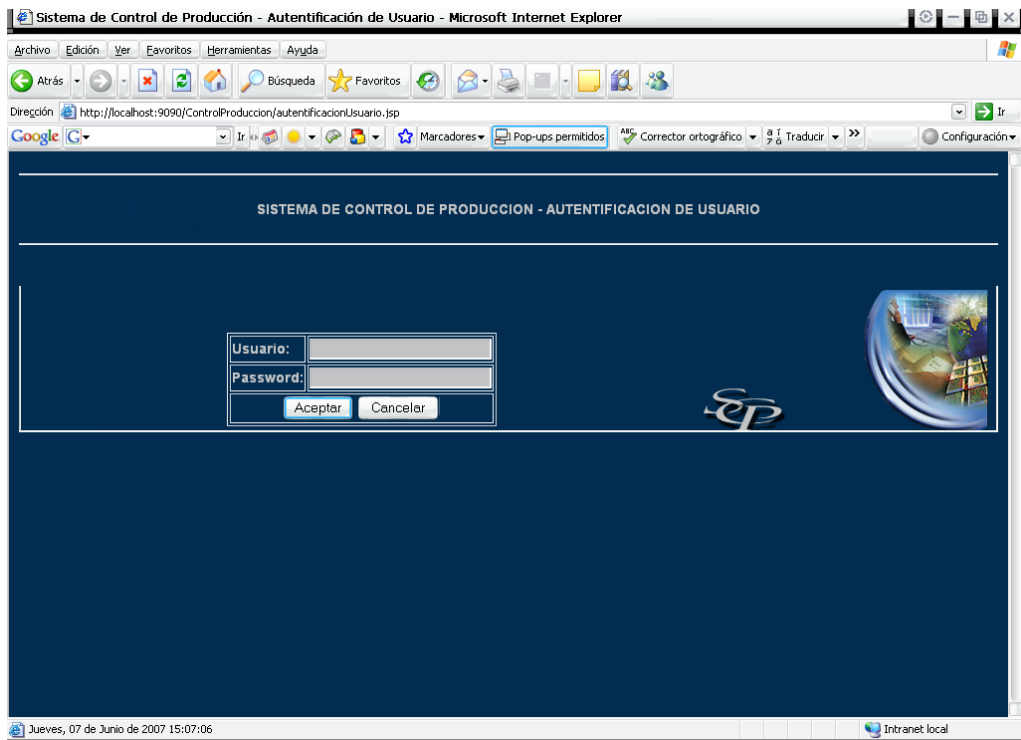 Sistema de Control de Producción - Autentificación de Usuario - Microsoft Internet Explorer
Archivo Edición Ver Favoritos Herramientas Ayuda
Atrás Búsqueda Favoritos
Dirección http://localhost:9090/ControlProduccion/autentificacionUsuario.jsp Ir
Google G Ir Marcadores Pop-ups permitidos ABC Corrector ortográfico Traducir » Configuración
SISTEMA DE CONTROL DE PRODUCCION - AUTENTIFICACION DE USUARIO
Usuario:
Password:
Aceptar Cancelar
SCP
Jueves, 07 de Junio de 2007 15:07:06 Intranet local